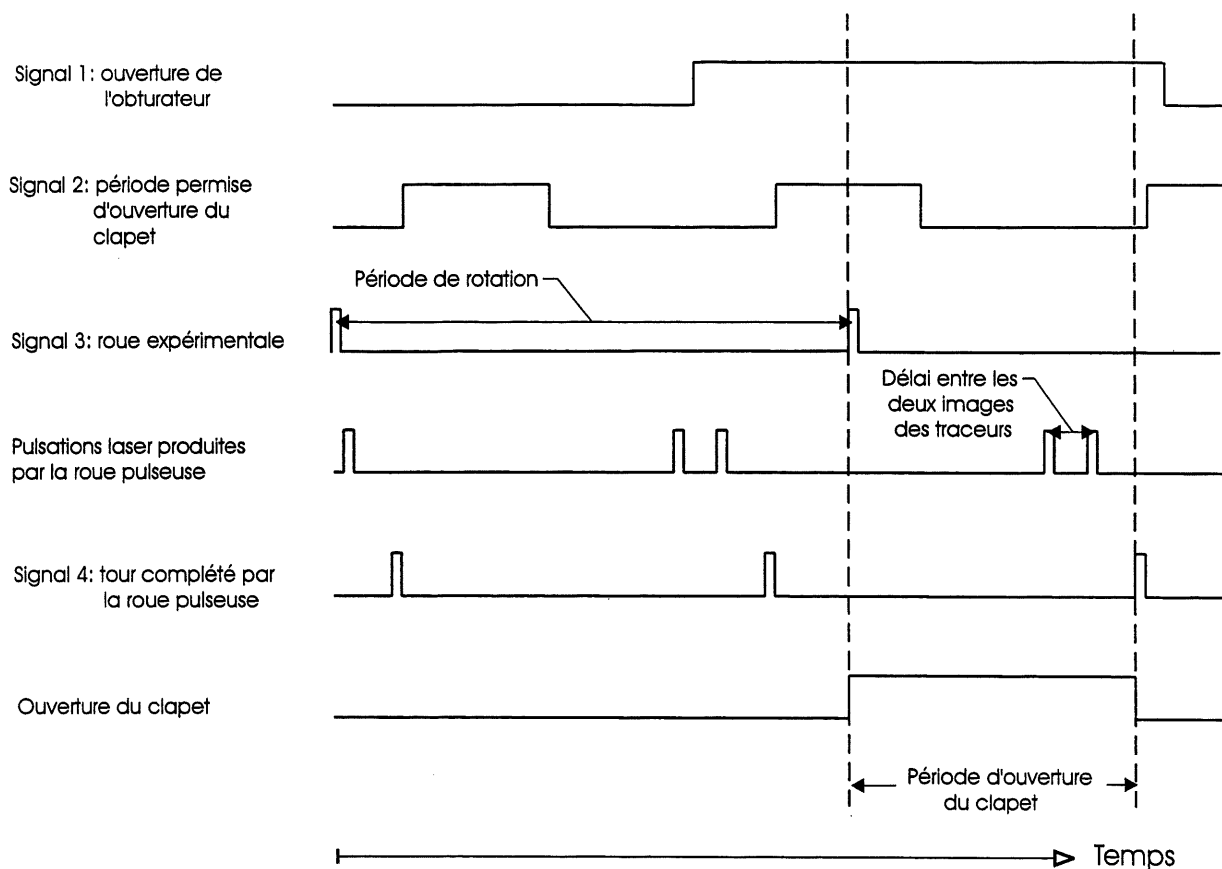 Signal 1: ouverture de
l'obturateur
Signal 2: période permise
d'ouverture du
clapet
Période de rotation
Signal 3: roue expérimentale
Délai entre les
deux images
des traceurs
Pulsations laser produites
par la roue pulseuse
Signal 4: tour complété par
la roue pulseuse
Ouverture du clapet
Période d'ouverture
du clapet
Temps